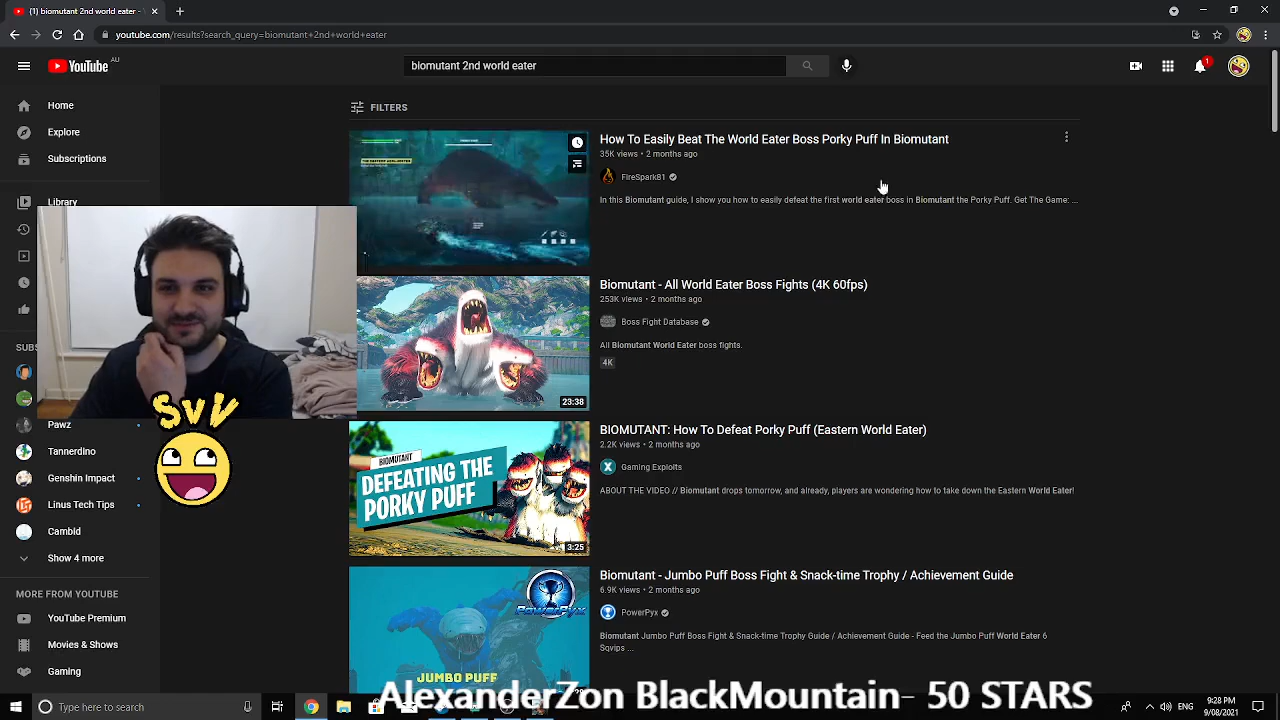 (1) biomutant 2nd world eater -
youtube.com/results?search_query=biomutant+2nd+world+eater
YouTube AU
biomutant 2nd world eater
1
Home
Explore
Subscriptions
Library
SUBS
Pawz
Tannerdino
Genshin Impact
Linus Tech Tips
Cambld
Show 4 more
MORE FROM YOUTUBE
YouTube Premium
Movies & Shows
Gaming
SVV
FILTERS
How To Easily Beat The World Eater Boss Porky Puff In Biomutant
35K views • 2 months ago
FireSpark81
In this Biomutant guide, I show you how to easily defeat the first world eater boss in Biomutant the Porky Puff. Get The Game: ...
Biomutant - All World Eater Boss Fights (4K 60fps)
253K views • 2 months ago
Boss Fight Database
All Biomutant World Eater boss fights.
4K
23:38
BIOMUTANT: How To Defeat Porky Puff (Eastern World Eater)
2.2K views • 2 months ago
Gaming Exploits
ABOUT THE VIDEO // Biomutant drops tomorrow, and already, players are wondering how to take down the Eastern World Eater!
BIOMUTANT
DEFEATING THE
PORKY PUFF
3:25
Biomutant - Jumbo Puff Boss Fight & Snack-time Trophy / Achievement Guide
6.9K views • 2 months ago
PowerPyx
Biomutant Jumbo Puff Boss Fight & Snack-time Trophy Guide / Achievement Guide - Feed the Jumbo Puff World Eater 6
Sqvips ...
POWERPYX
JUMBO PUFF
AlexanderZon BlackMountain- 50 STARS
Type here to search
ENG
9:28 PM
9/08/2021